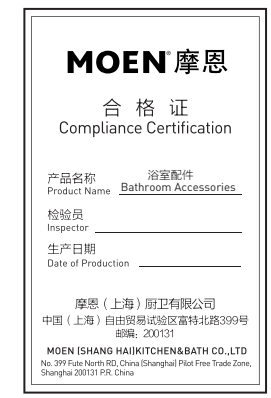 MOEN® 摩恩
合格证
Compliance Certification
产品名称 浴室配件
Product Name Bathroom Accessories
检验员
Inspector
生产日期
Date of Production
摩恩（上海）厨卫有限公司
中国（上海）自由贸易试验区富特北路399号
邮编：200131
MOEN (SHANG HAI)KITCHEN&BATH CO.,LTD
No. 399 Fute North RD, China (Shanghai) Pilot Free Trade Zone,
Shanghai 200131 P.R. China